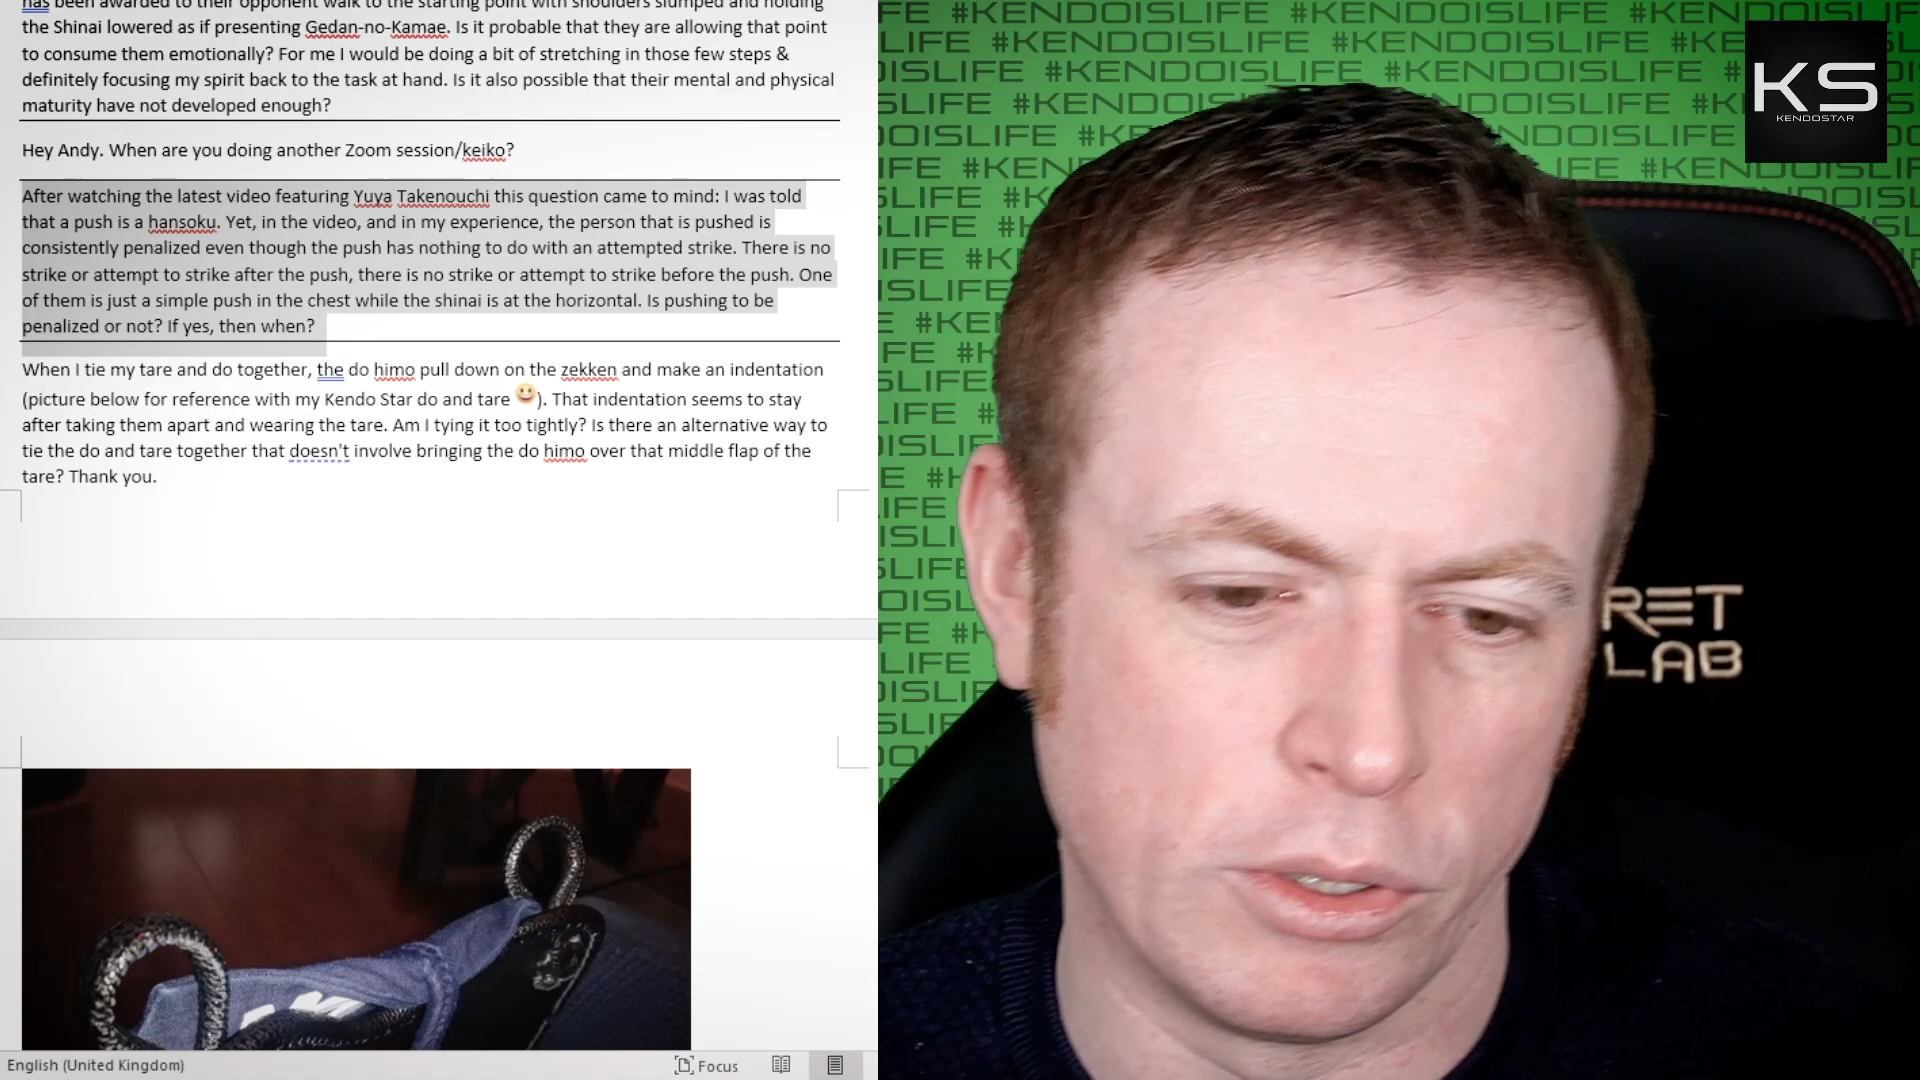 has been awarded to their opponent walk to the starting point with shoulders slumped and holding
the Shinai lowered as if presenting Gedan-no-Kamae. Is it probable that they are allowing that point
to consume them emotionally? For me I would be doing a bit of stretching in those few steps &
definitely focusing my spirit back to the task at hand. Is it also possible that their mental and physical
maturity have not developed enough?
Hey Andy. When are you doing another Zoom session/keiko?
After watching the latest video featuring Yuya Takenouchi this question came to mind: I was told
that a push is a hansoku. Yet, in the video, and in my experience, the person that is pushed is
consistently penalized even though the push has nothing to do with an attempted strike. There is no
strike or attempt to strike after the push, there is no strike or attempt to strike before the push. One
of them is just a simple push in the chest while the shinai is at the horizontal. Is pushing to be
penalized or not? If yes, then when?
When I tie my tare and do together, the do himo pull down on the zekken and make an indentation
(picture below for reference with my Kendo Star do and tare 😀). That indentation seems to stay
after taking them apart and wearing the tare. Am I tying it too tightly? Is there an alternative way to
tie the do and tare together that doesn't involve bringing the do himo over that middle flap of the
tare? Thank you.
English (United Kingdom)
Focus
KS
KENDOSTAR
#KENDOISLIFE #KENDOISLIFE #KENDOISLIFE
RET
LAB